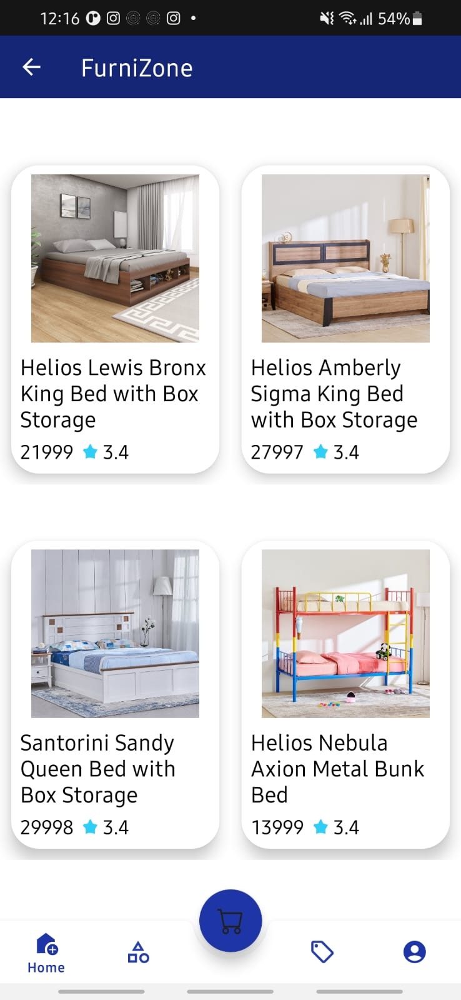 12:16 54%
FurniZone
Helios Lewis Bronx
King Bed with Box
Storage
21999 3.4
Helios Amberly
Sigma King Bed
with Box Storage
27997 3.4
Santorini Sandy
Queen Bed with
Box Storage
29998 3.4
Helios Nebula
Axion Metal Bunk
Bed
13999 3.4
Home